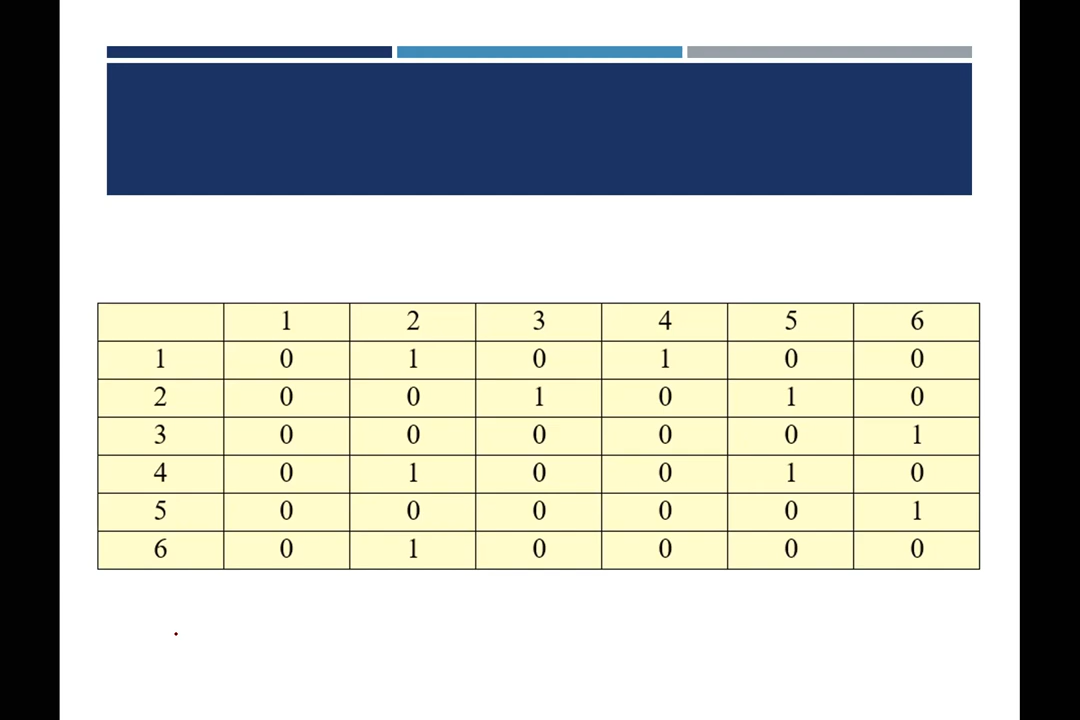 1 2 3 4 5 6
1 0 1 0 1 0 0
2 0 0 1 0 1 0
3 0 0 0 0 0 1
4 0 1 0 0 1 0
5 0 0 0 0 0 1
6 0 1 0 0 0 0
.